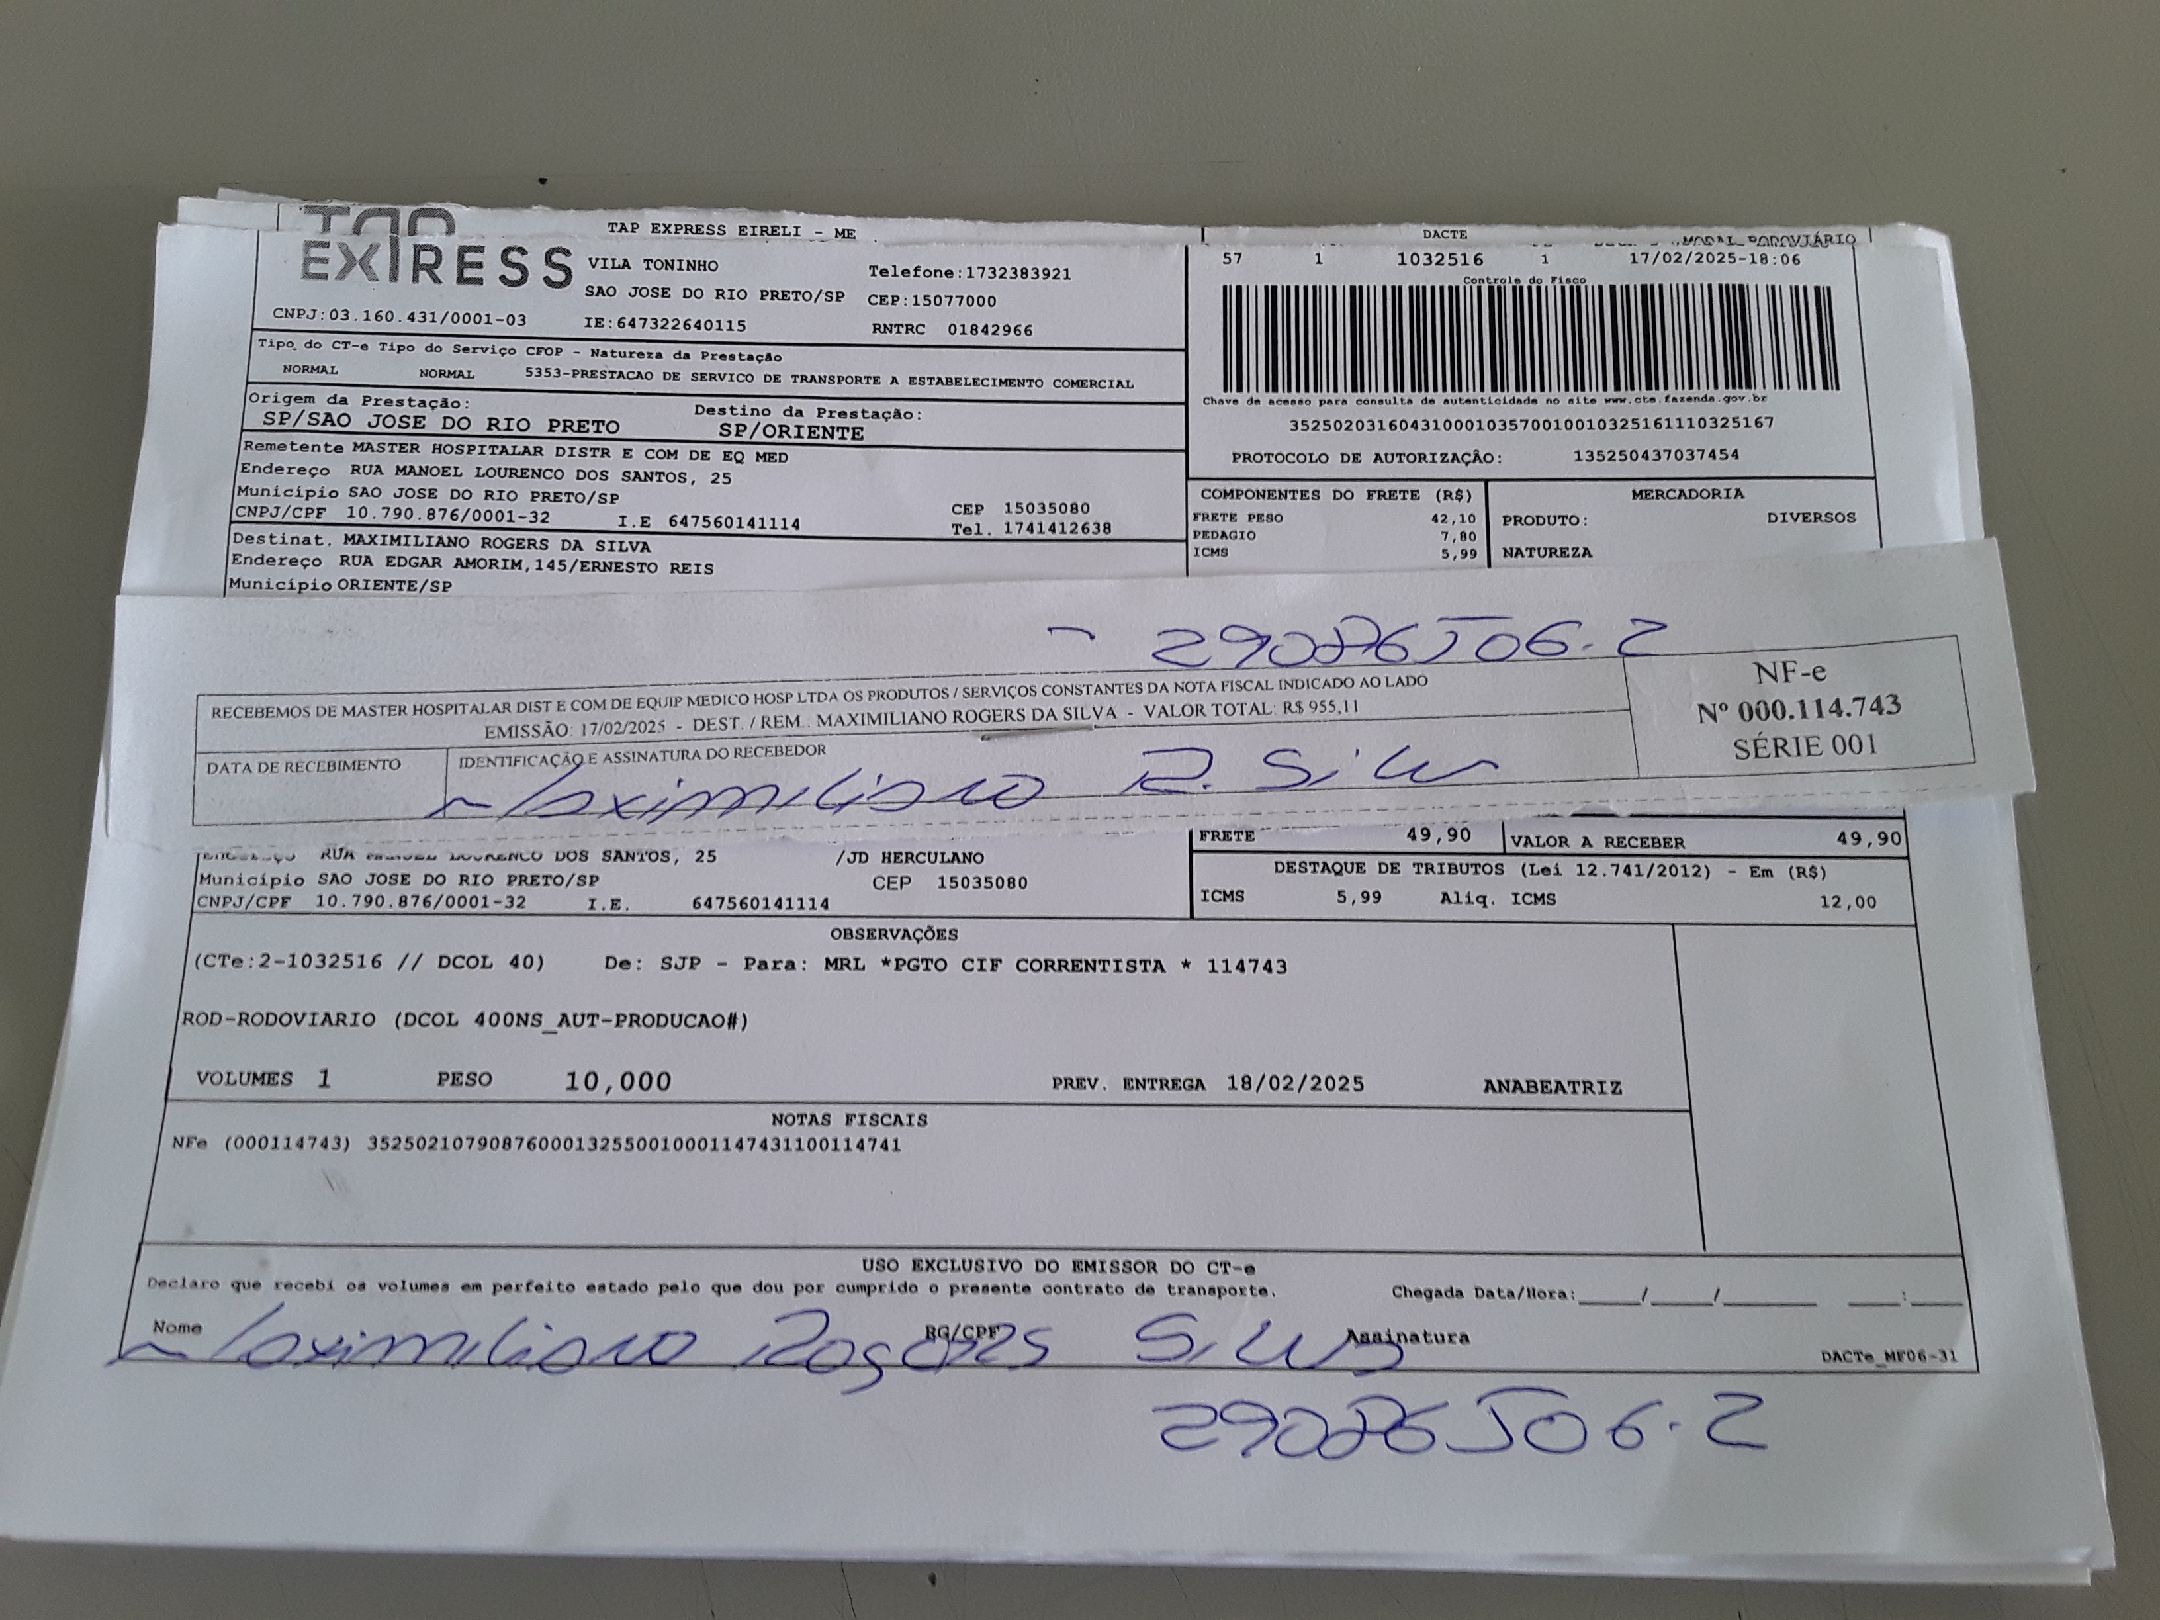 TAP EXPRESS EIRELI - ME
DACTE
MODAL RODOVIÁRIO
EXPRESS
VILA TONINHO
Telefone:1732383921
57 1 1032516 1 17/02/2025-18:06
SAO JOSE DO RIO PRETO/SP CEP:15077000
Controle do Fisco
CNPJ:03.160.431/0001-03 IE:647322640115 RNTRC 01842966
Tipo do CT-e Tipo do Serviço CFOP - Natureza da Prestação
NORMAL NORMAL 5353-PRESTACAO DE SERVICO DE TRANSPORTE A ESTABELECIMENTO COMERCIAL
Chave de acesso para consulta de autenticidade no site www.cte.fazenda.gov.br
35250203160431000103570010010325161110325167
PROTOCOLO DE AUTORIZAÇÃO: 135250437037454
Origem da Prestação: Destino da Prestação:
SP/SAO JOSE DO RIO PRETO SP/ORIENTE
Remetente MASTER HOSPITALAR DISTR E COM DE EQ MED
Endereço RUA MANOEL LOURENCO DOS SANTOS, 25
Município SAO JOSE DO RIO PRETO/SP CEP 15035080
CNPJ/CPF 10.790.876/0001-32 I.E 647560141114 Tel. 1741412638
Destinat. MAXIMILIANO ROGERS DA SILVA
Endereço RUA EDGAR AMORIM,145/ERNESTO REIS
Município ORIENTE/SP
COMPONENTES DO FRETE (R$)
FRETE PESO 42,10
PEDAGIO 7,80
ICMS 5,99
MERCADORIA
PRODUTO: DIVERSOS
NATUREZA
RECEBEMOS DE MASTER HOSPITALAR DIST E COM DE EQUIP MEDICO HOSP LTDA OS PRODUTOS / SERVIÇOS CONSTANTES DA NOTA FISCAL INDICADO AO LADO
EMISSÃO: 17/02/2025 - DEST. / REM.: MAXIMILIANO ROGERS DA SILVA - VALOR TOTAL: R$ 955,11
DATA DE RECEBIMENTO
IDENTIFICAÇÃO E ASSINATURA DO RECEBEDOR
Maximiliano R. Silva
NF-e
Nº 000.114.743
SÉRIE 001
FRETE 49,90 VALOR A RECEBER 49,90
Endereço RUA MANOEL LOURENCO DOS SANTOS, 25 /JD HERCULANO
Município SAO JOSE DO RIO PRETO/SP CEP 15035080
CNPJ/CPF 10.790.876/0001-32 I.E. 647560141114
DESTAQUE DE TRIBUTOS (Lei 12.741/2012) - Em (R$)
ICMS 5,99 Aliq. ICMS 12,00
OBSERVAÇÕES
(CTe:2-1032516 // DCOL 40) De: SJP - Para: MRL *PGTO CIF CORRENTISTA * 114743
ROD-RODOVIARIO (DCOL 400NS_AUT-PRODUCAO#)
VOLUMES 1 PESO 10,000 PREV. ENTREGA 18/02/2025 ANABEATRIZ
NOTAS FISCAIS
NFe (000114743) 35250210790876000132550010001147431100114741
USO EXCLUSIVO DO EMISSOR DO CT-e
Declaro que recebi os volumes em perfeito estado pelo que dou por cumprido o presente contrato de transporte.
Chegada Data/Hora:____/____/______ ___:___
Nome RG/CPF Assinatura
Maximiliano Rogers Silva
DACTe_MF06-31